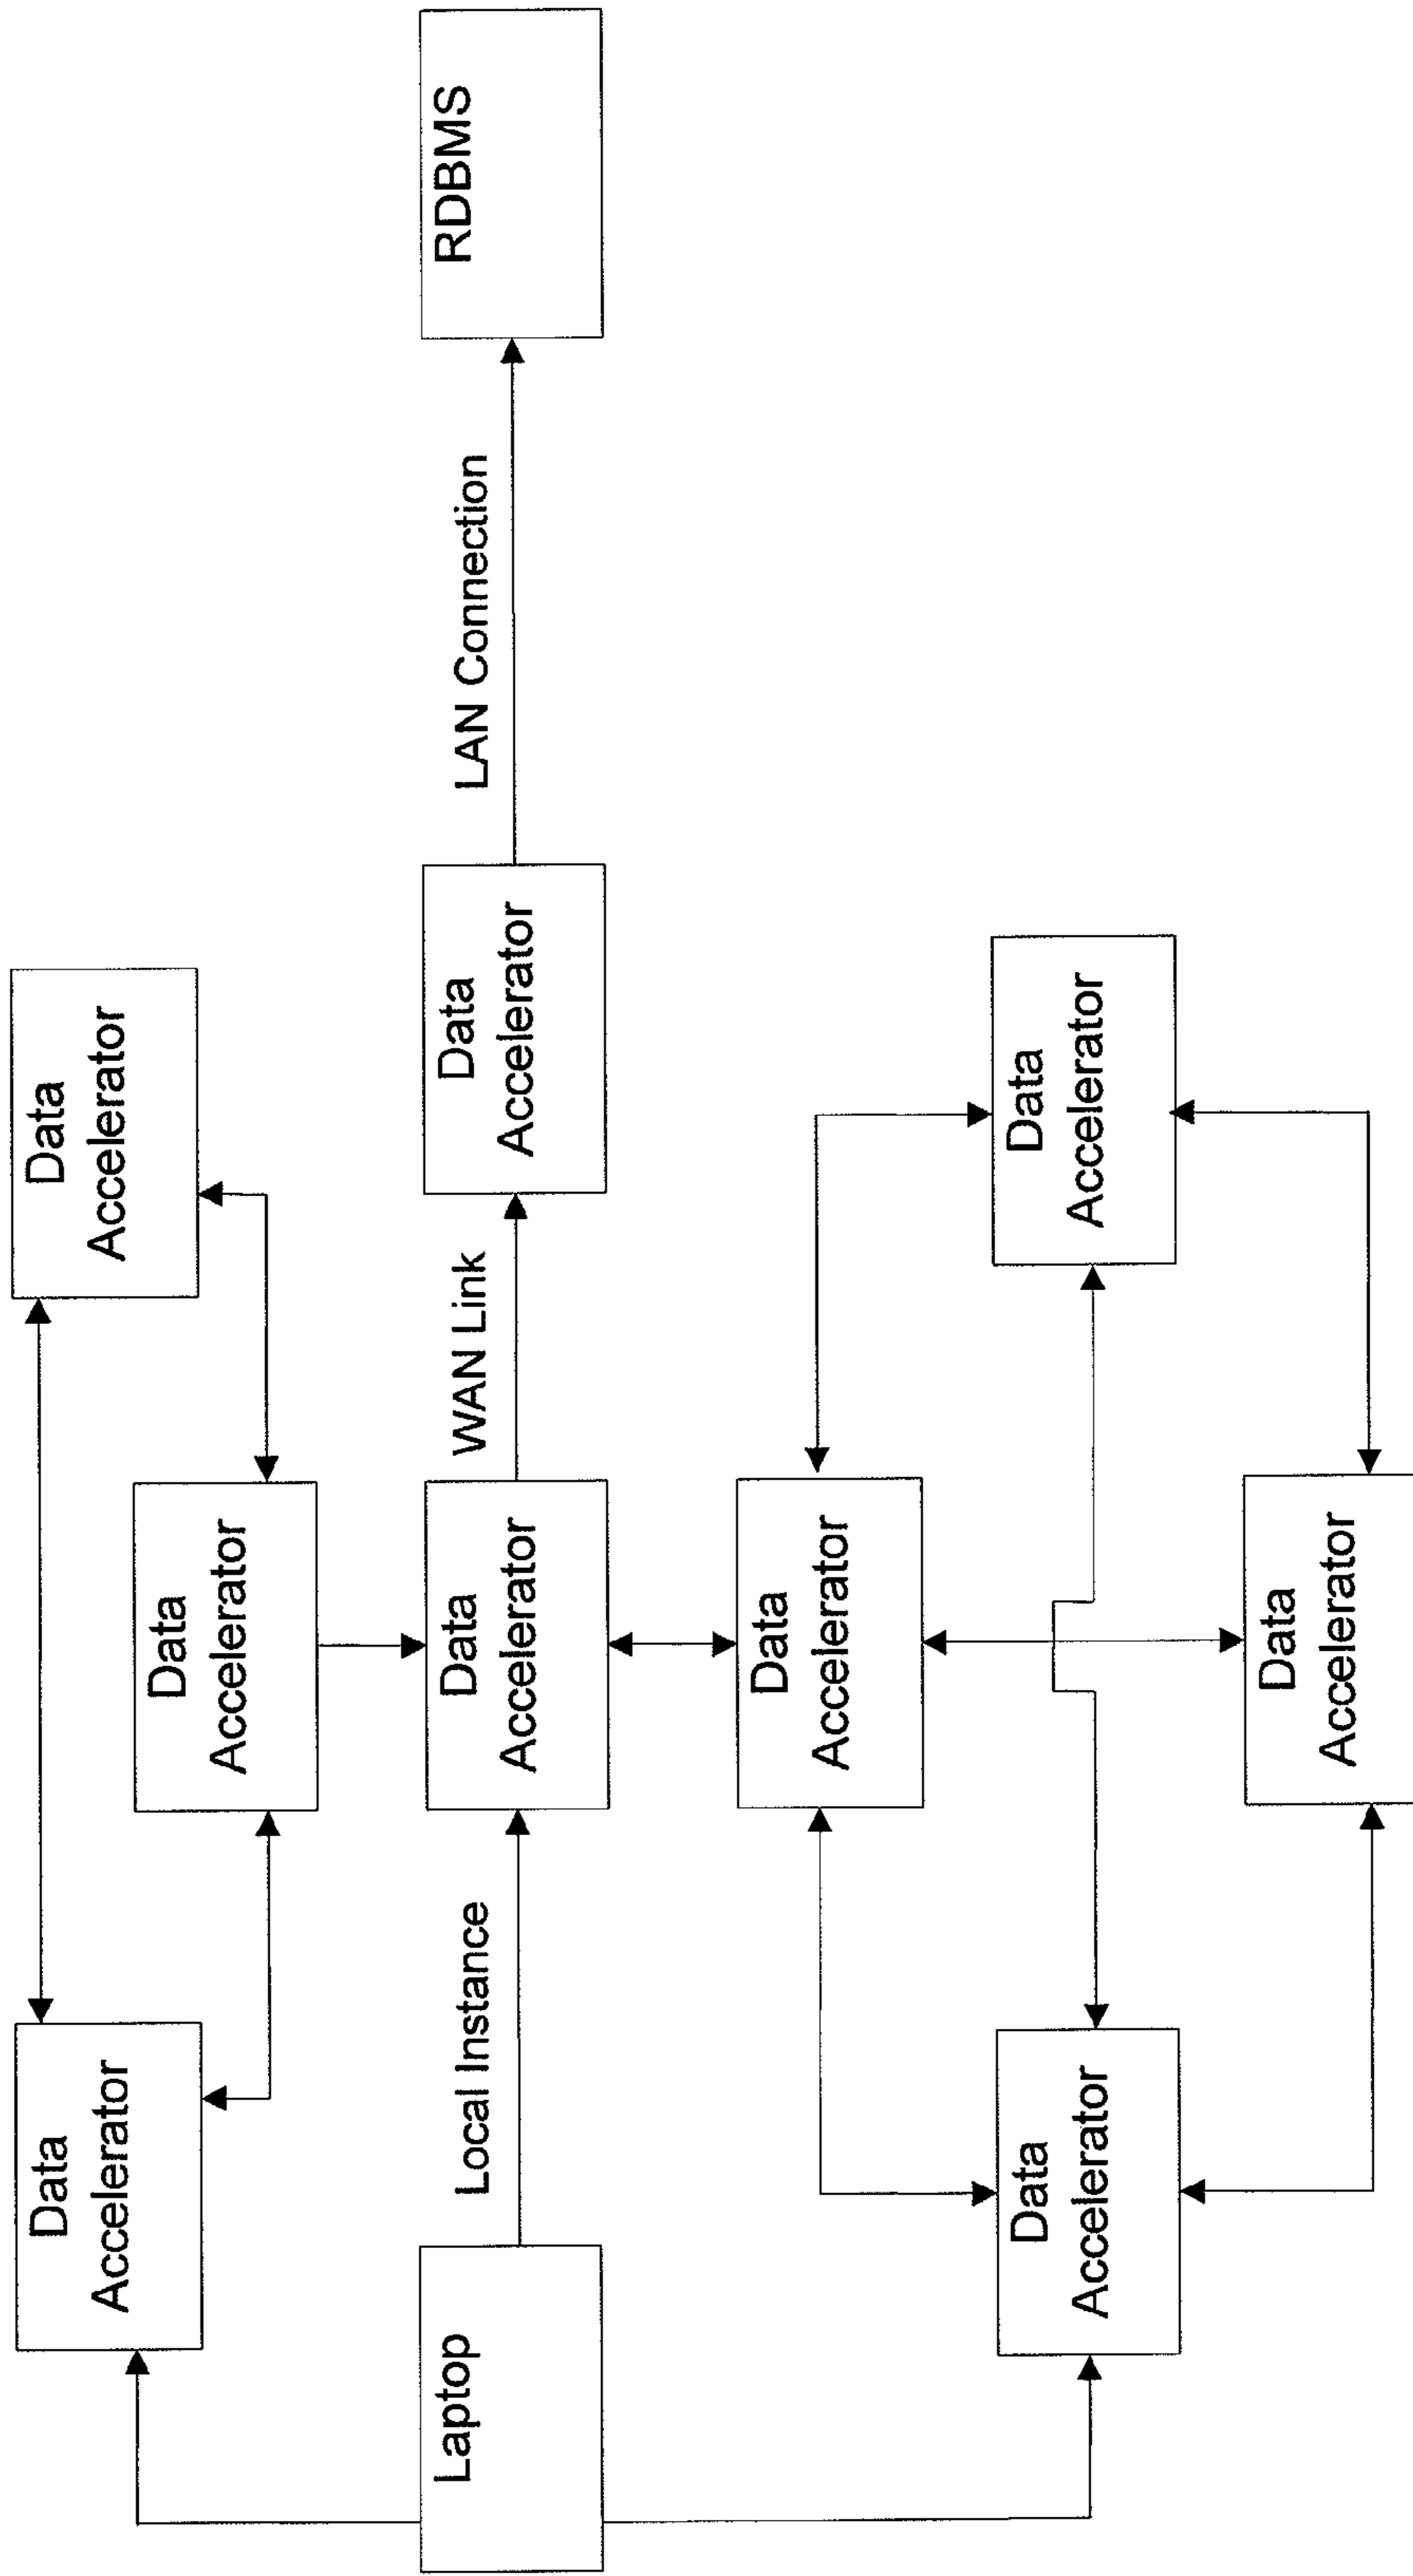 Data
Accelerator
Data
Accelerator
Data
Accelerator
Laptop
Local Instance
Data
Accelerator
WAN Link
Data
Accelerator
LAN Connection
RDBMS
Data
Accelerator
Data
Accelerator
Data
Accelerator
Data
Accelerator